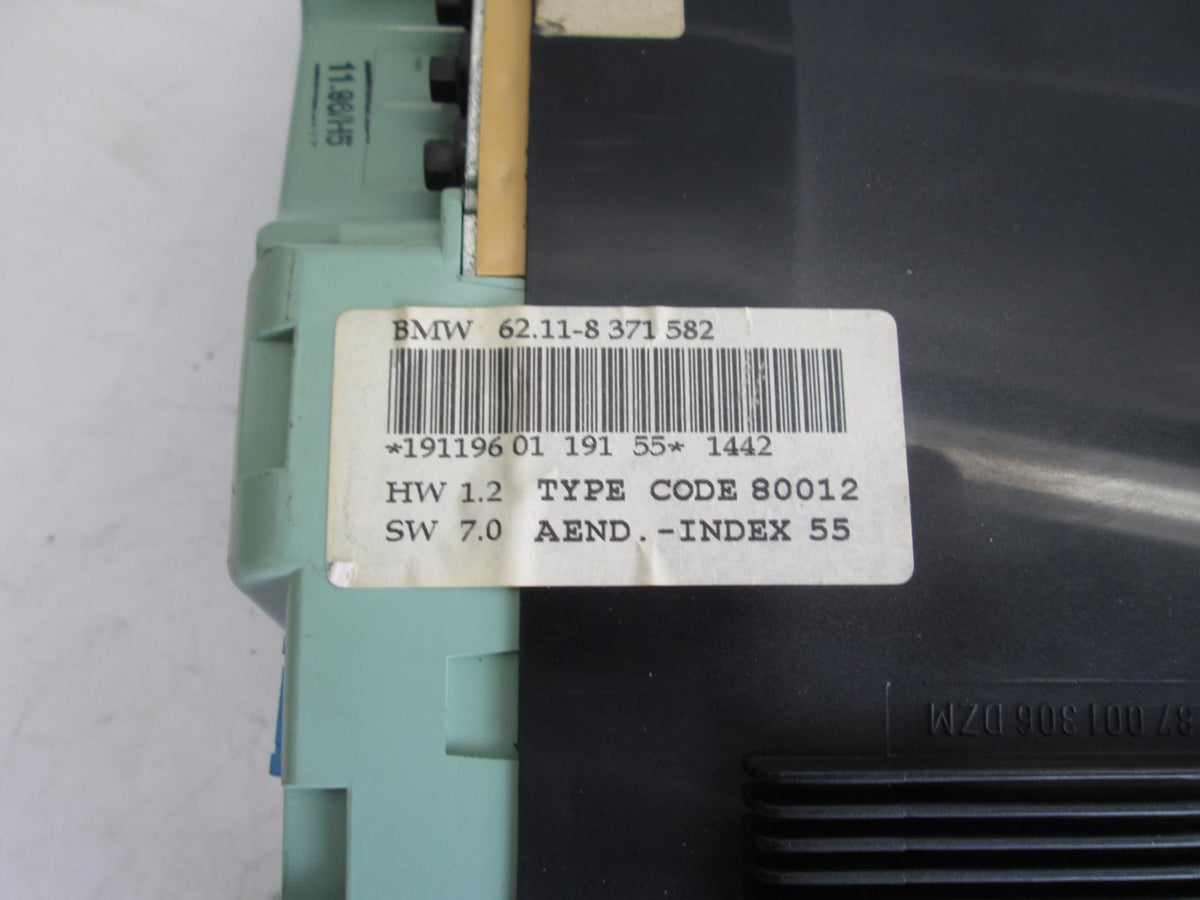 11.96/H5
BMW 62.11-8 371 582
*191196 01 191 55* 1442
HW 1.2 TYPE CODE 80012
SW 7.0 AEND.-INDEX 55
87 001 306 DZM